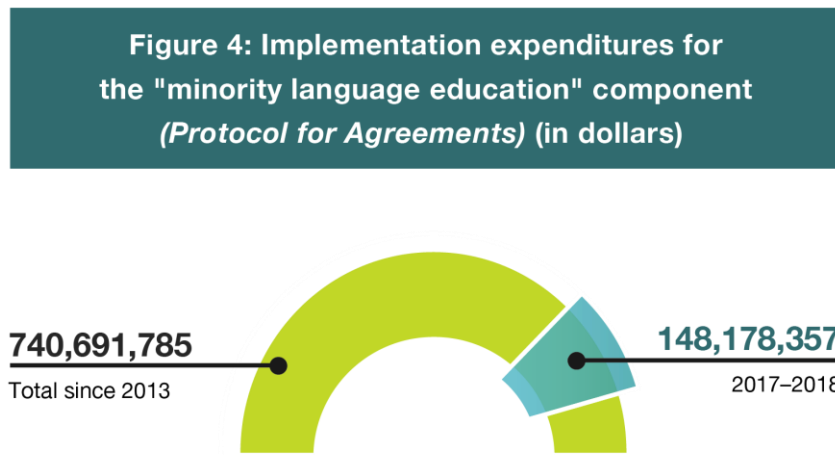 Figure 4: Implementation expenditures for
the "minority language education" component
(Protocol for Agreements) (in dollars)
740,691,785
Total since 2013
148,178,357
2017–2018